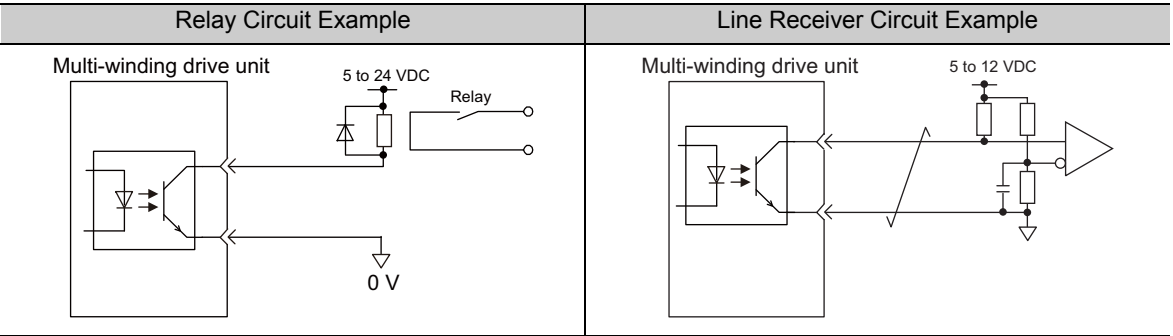 Relay Circuit Example
Line Receiver Circuit Example
Multi-winding drive unit
5 to 24 VDC
Relay
0 V
Multi-winding drive unit
5 to 12 VDC